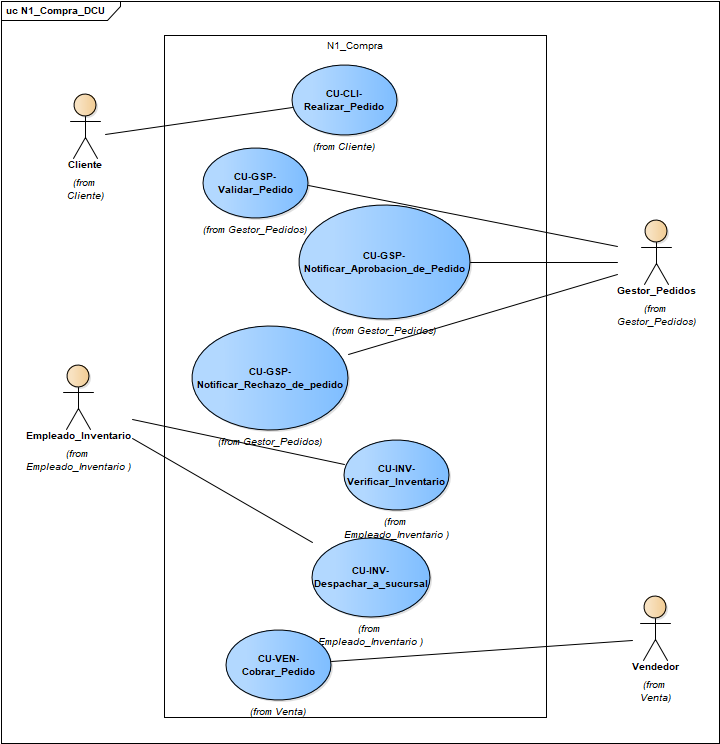 uc N1_Compra_DCU
N1_Compra
CU-CLI-
Realizar_Pedido
(from Cliente)
Cliente
(from
Cliente)
CU-GSP-
Validar_Pedido
(from Gestor_Pedidos)
CU-GSP-
Notificar_Aprobacion_de_Pedido
(from Gestor_Pedidos)
Gestor_Pedidos
(from
Gestor_Pedidos)
CU-GSP-
Notificar_Rechazo_de_pedido
(from Gestor_Pedidos)
Empleado_Inventario
(from
Empleado_Inventario )
CU-INV-
Verificar_Inventario
(from
Empleado_Inventario )
CU-INV-
Despachar_a_sucursal
(from
Empleado_Inventario )
CU-VEN-
Cobrar_Pedido
(from Venta)
Vendedor
(from
Venta)